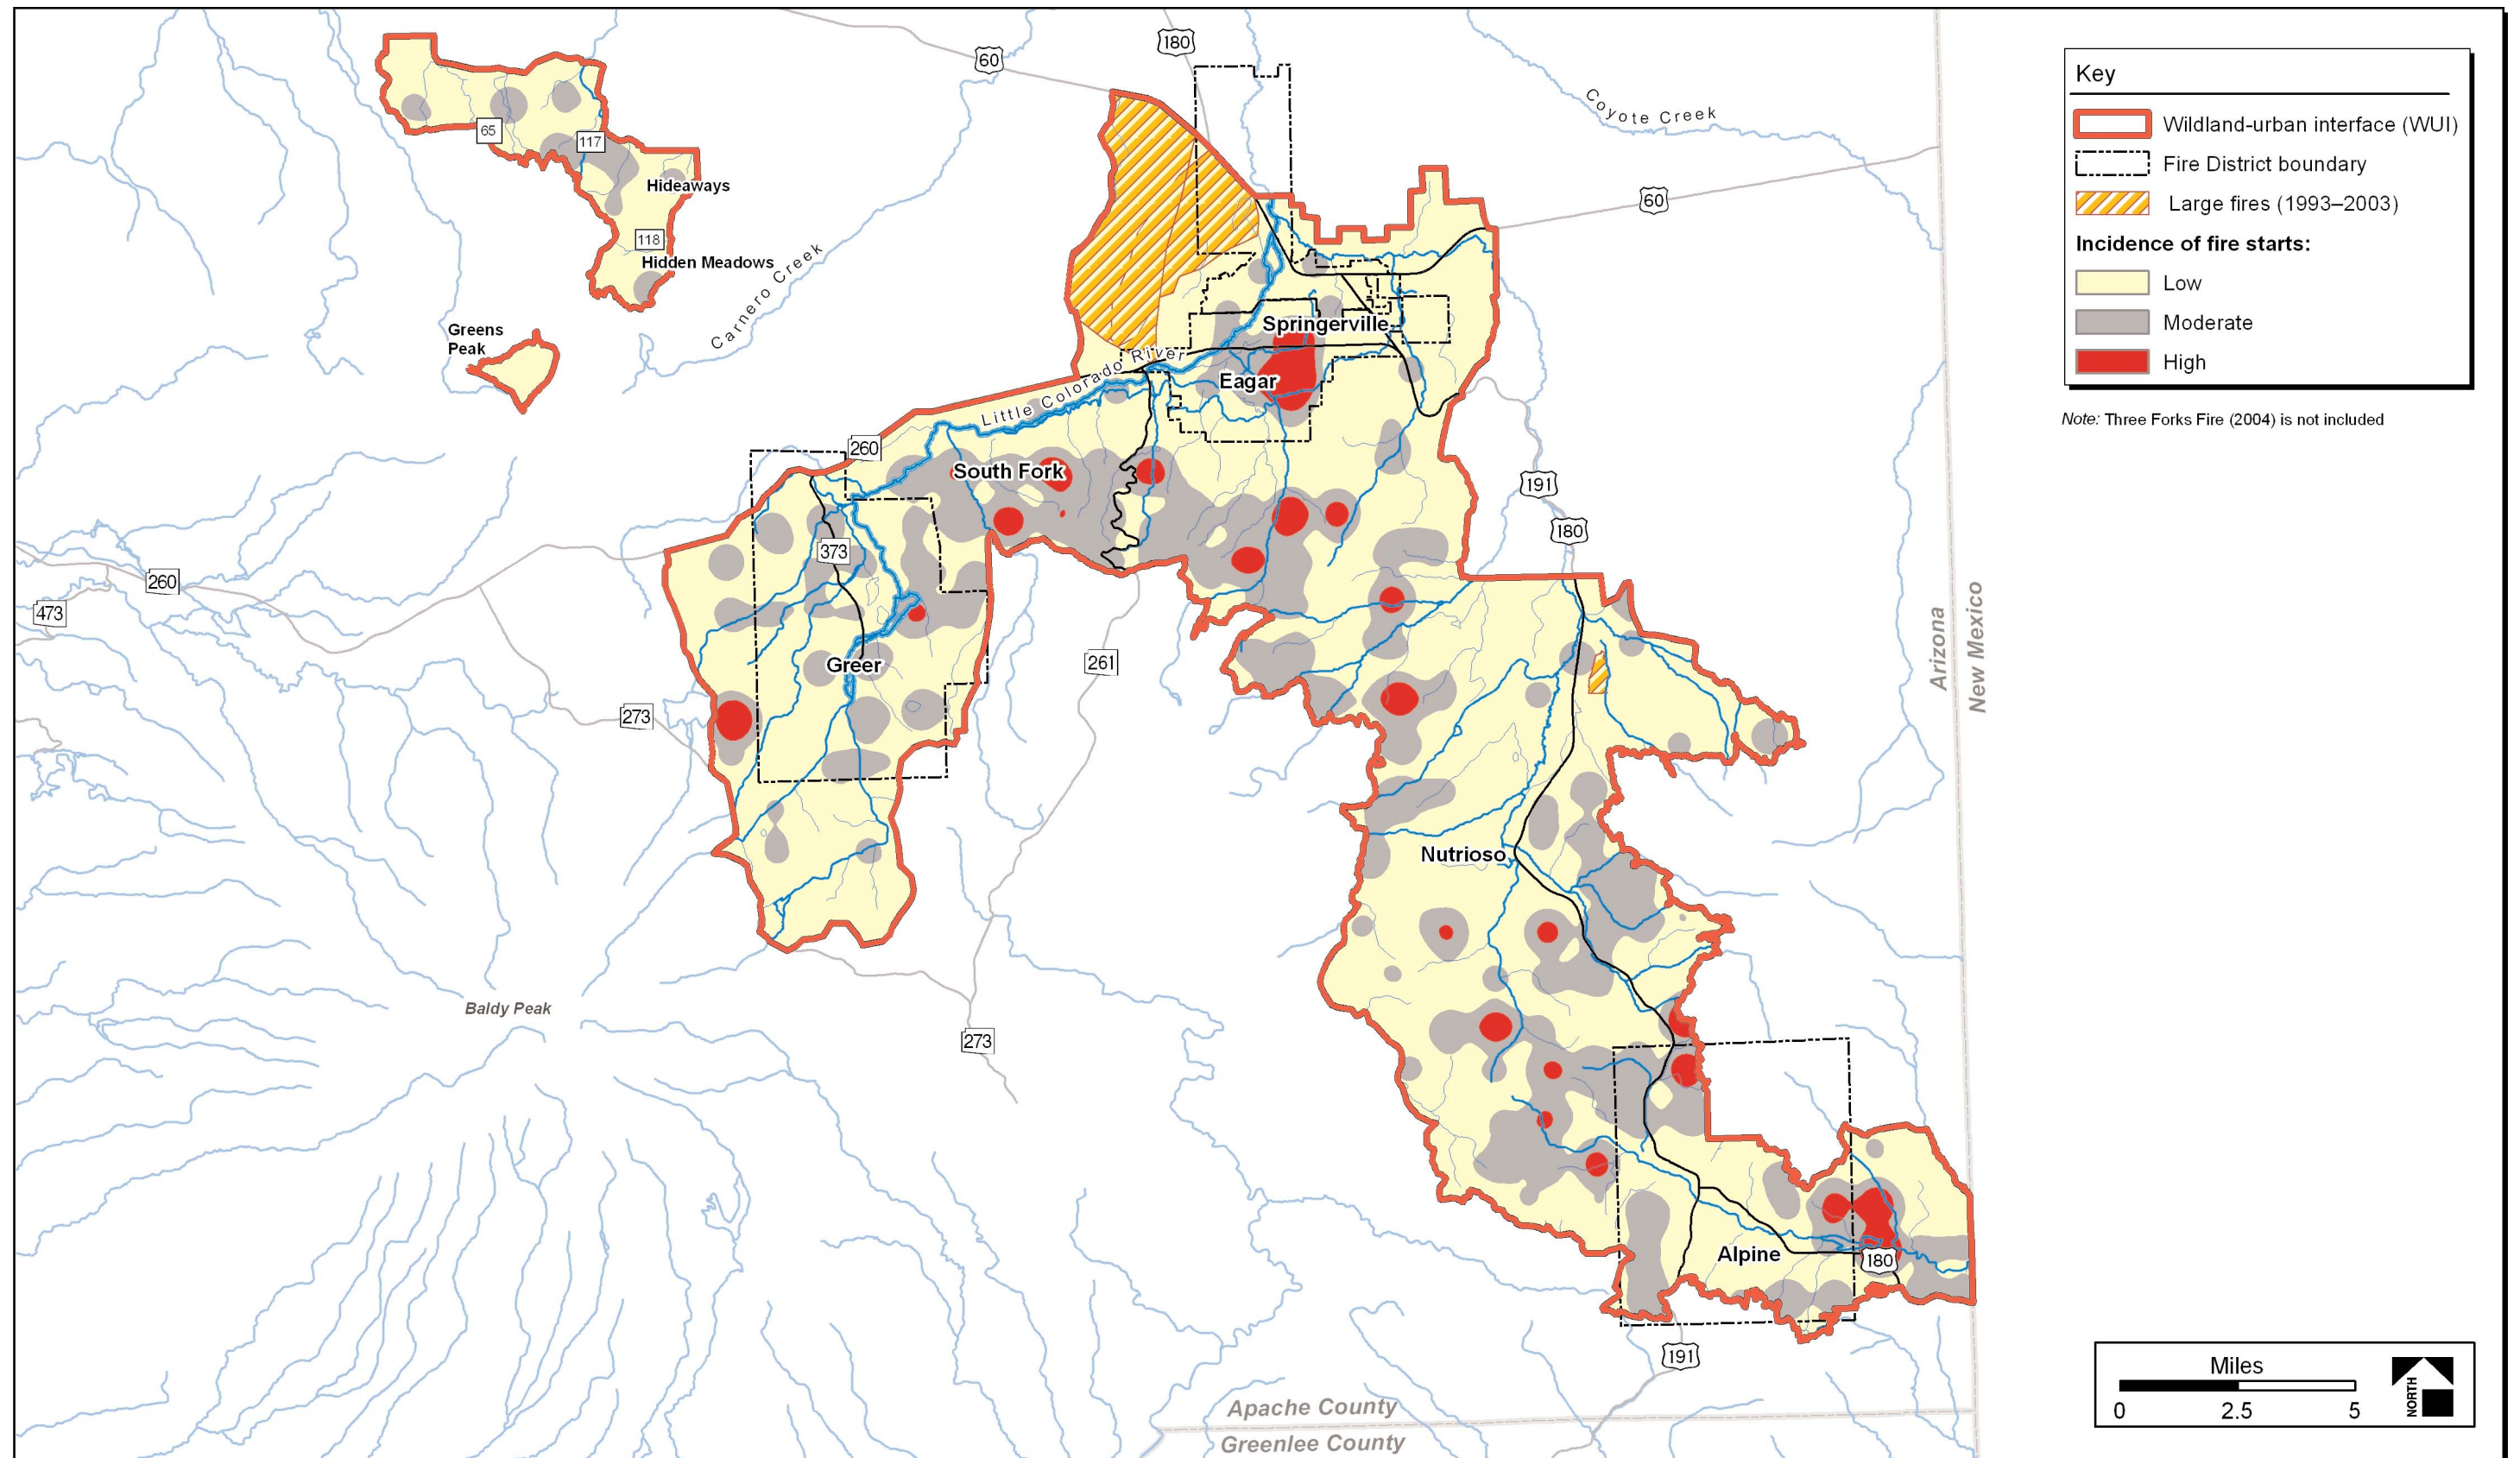 180
60
Coyote Creek
60
65
117
Hideaways
118
Hidden Meadows
Carnero Creek
Greens
Peak
Springerville
Little Colorado River
Eagar
260
South Fork
191
180
373
260
473
Greer
261
273
Arizona
New Mexico
Nutrioso
Baldy Peak
273
Alpine
180
191
Apache County
Greenlee County
Key
Wildland-urban interface (WUI)
Fire District boundary
Large fires (1993–2003)
Incidence of fire starts:
Low
Moderate
High
Note: Three Forks Fire (2004) is not included
Miles
0 2.5 5
NORTH